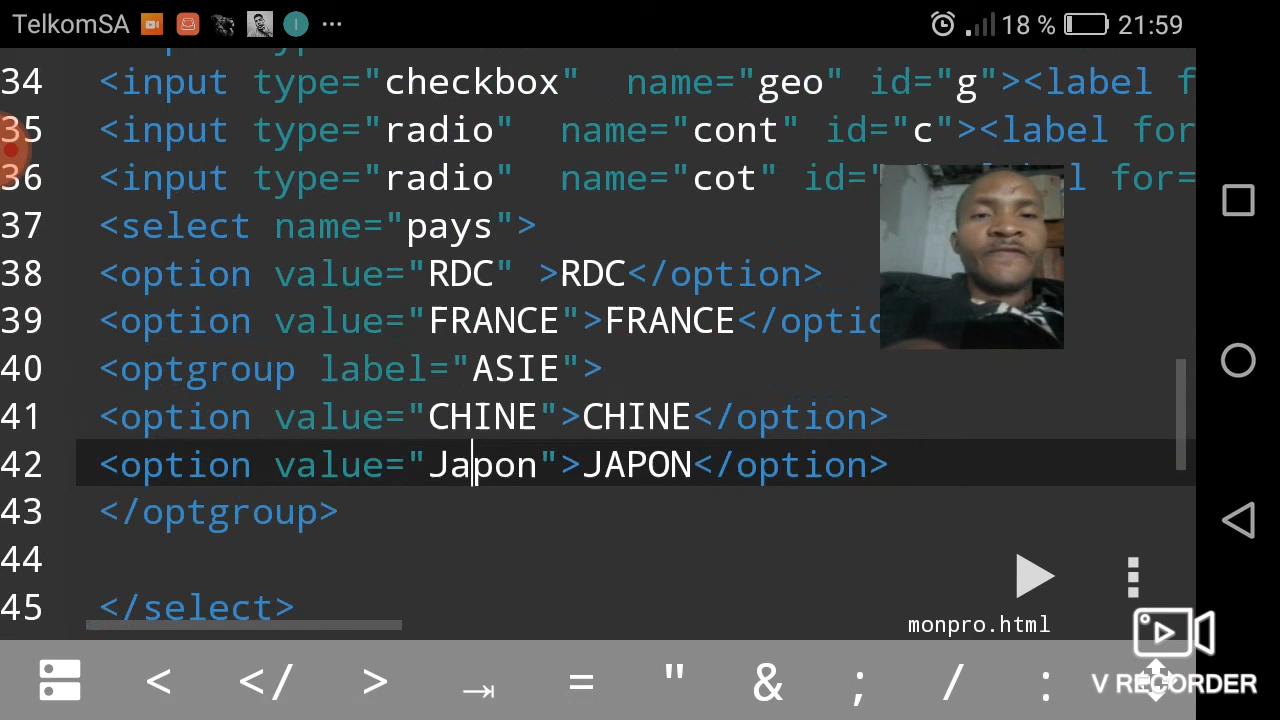 TelkomSA ... 18 % 21:59
34 <input type="checkbox" name="geo" id="g"><label f
35 <input type="radio" name="cont" id="c"><label for
36 <input type="radio" name="cot" id=" l for=
37 <select name="pays">
38 <option value="RDC" >RDC</option>
39 <option value="FRANCE">FRANCE</optio
40 <optgroup label="ASIE">
41 <option value="CHINE">CHINE</option>
42 <option value="Japon">JAPON</option>
43 </optgroup>
44
45 </select>
monpro.html
< </ > ⇥ = " & ; / :
V RECORDER